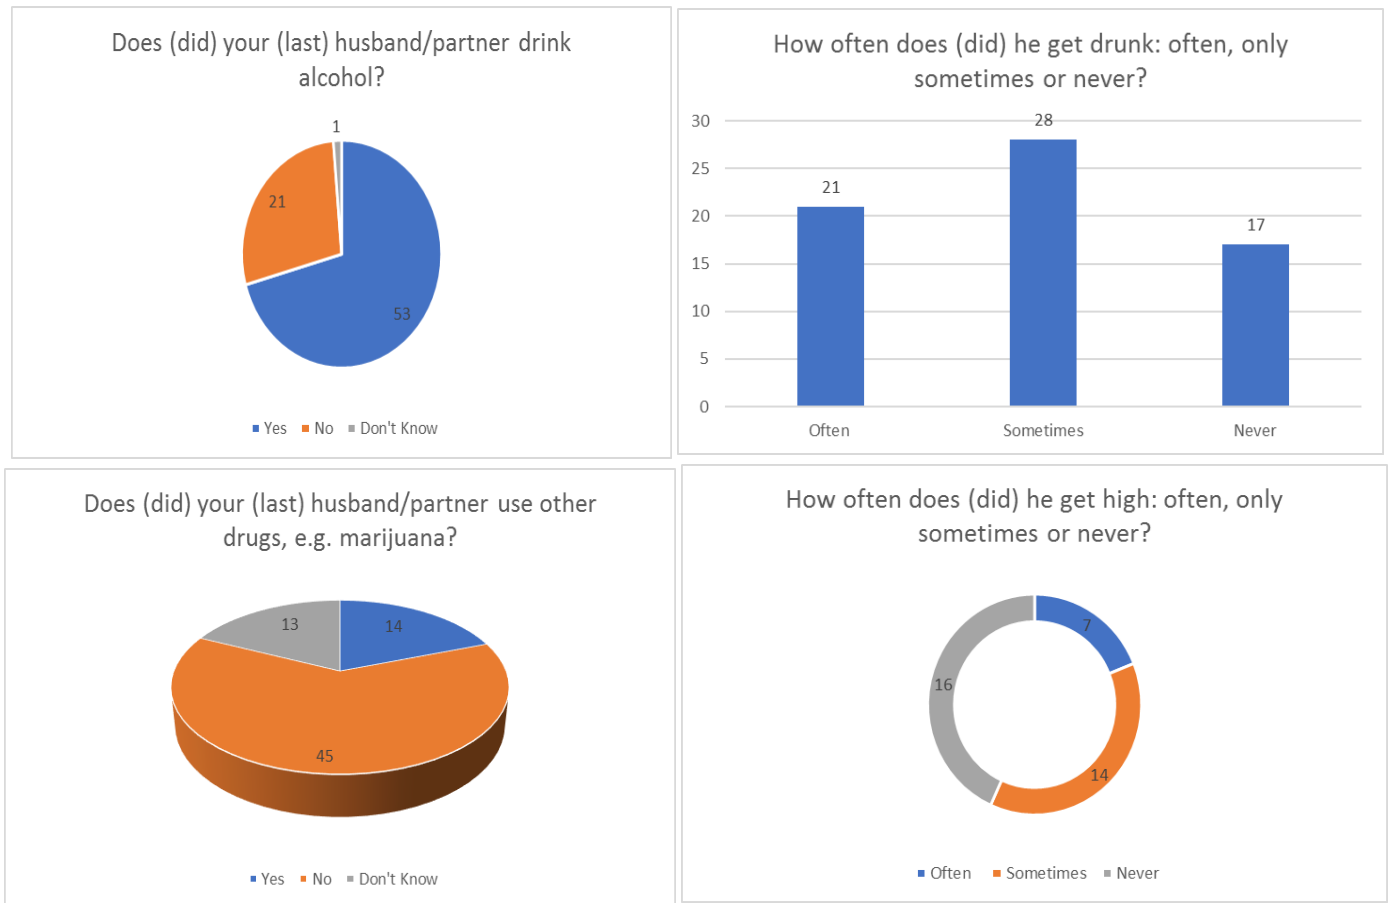 Does (did) your (last) husband/partner drink
alcohol?
1
21
53
Yes No Don't Know
How often does (did) he get drunk: often, only
sometimes or never?
30
25
20
15
10
5
0
21
28
17
Often Sometimes Never
Does (did) your (last) husband/partner use other
drugs, e.g. marijuana?
13
14
45
Yes No Don't Know
How often does (did) he get high: often, only
sometimes or never?
7
16
14
Often Sometimes Never